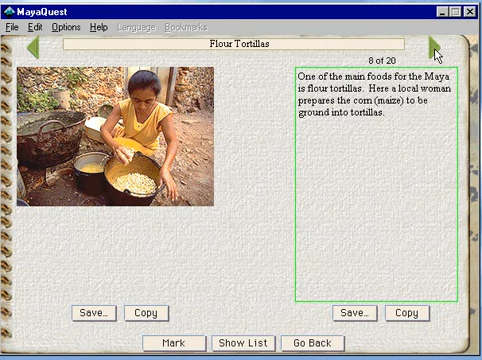 MayaQuest
File Edit Options Help Language Bookmarks
Flour Tortillas
8 of 20
One of the main foods for the Maya
is flour tortillas. Here a local woman
prepares the corn (maize) to be
ground into tortillas.
Save... Copy
Save... Copy
Mark Show List Go Back